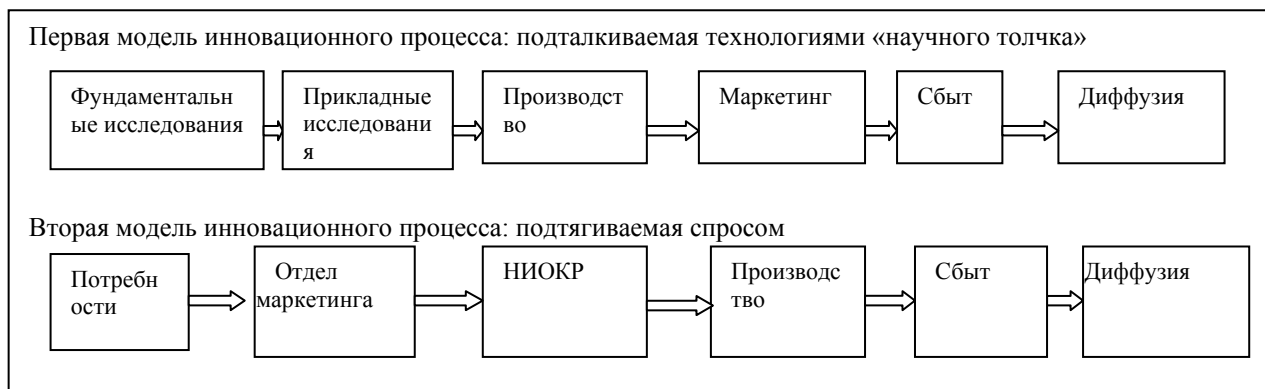 Первая модель инновационного процесса: подталкиваемая технологиями «научного толчка»
Фундаментальн
ые исследования
Прикладные
исследовани
я
Производст
во
Маркетинг
Сбыт
Диффузия
Вторая модель инновационного процесса: подтягиваемая спросом
Потребн
ости
Отдел
маркетинга
НИОКР
Производс
тво
Сбыт
Диффузия